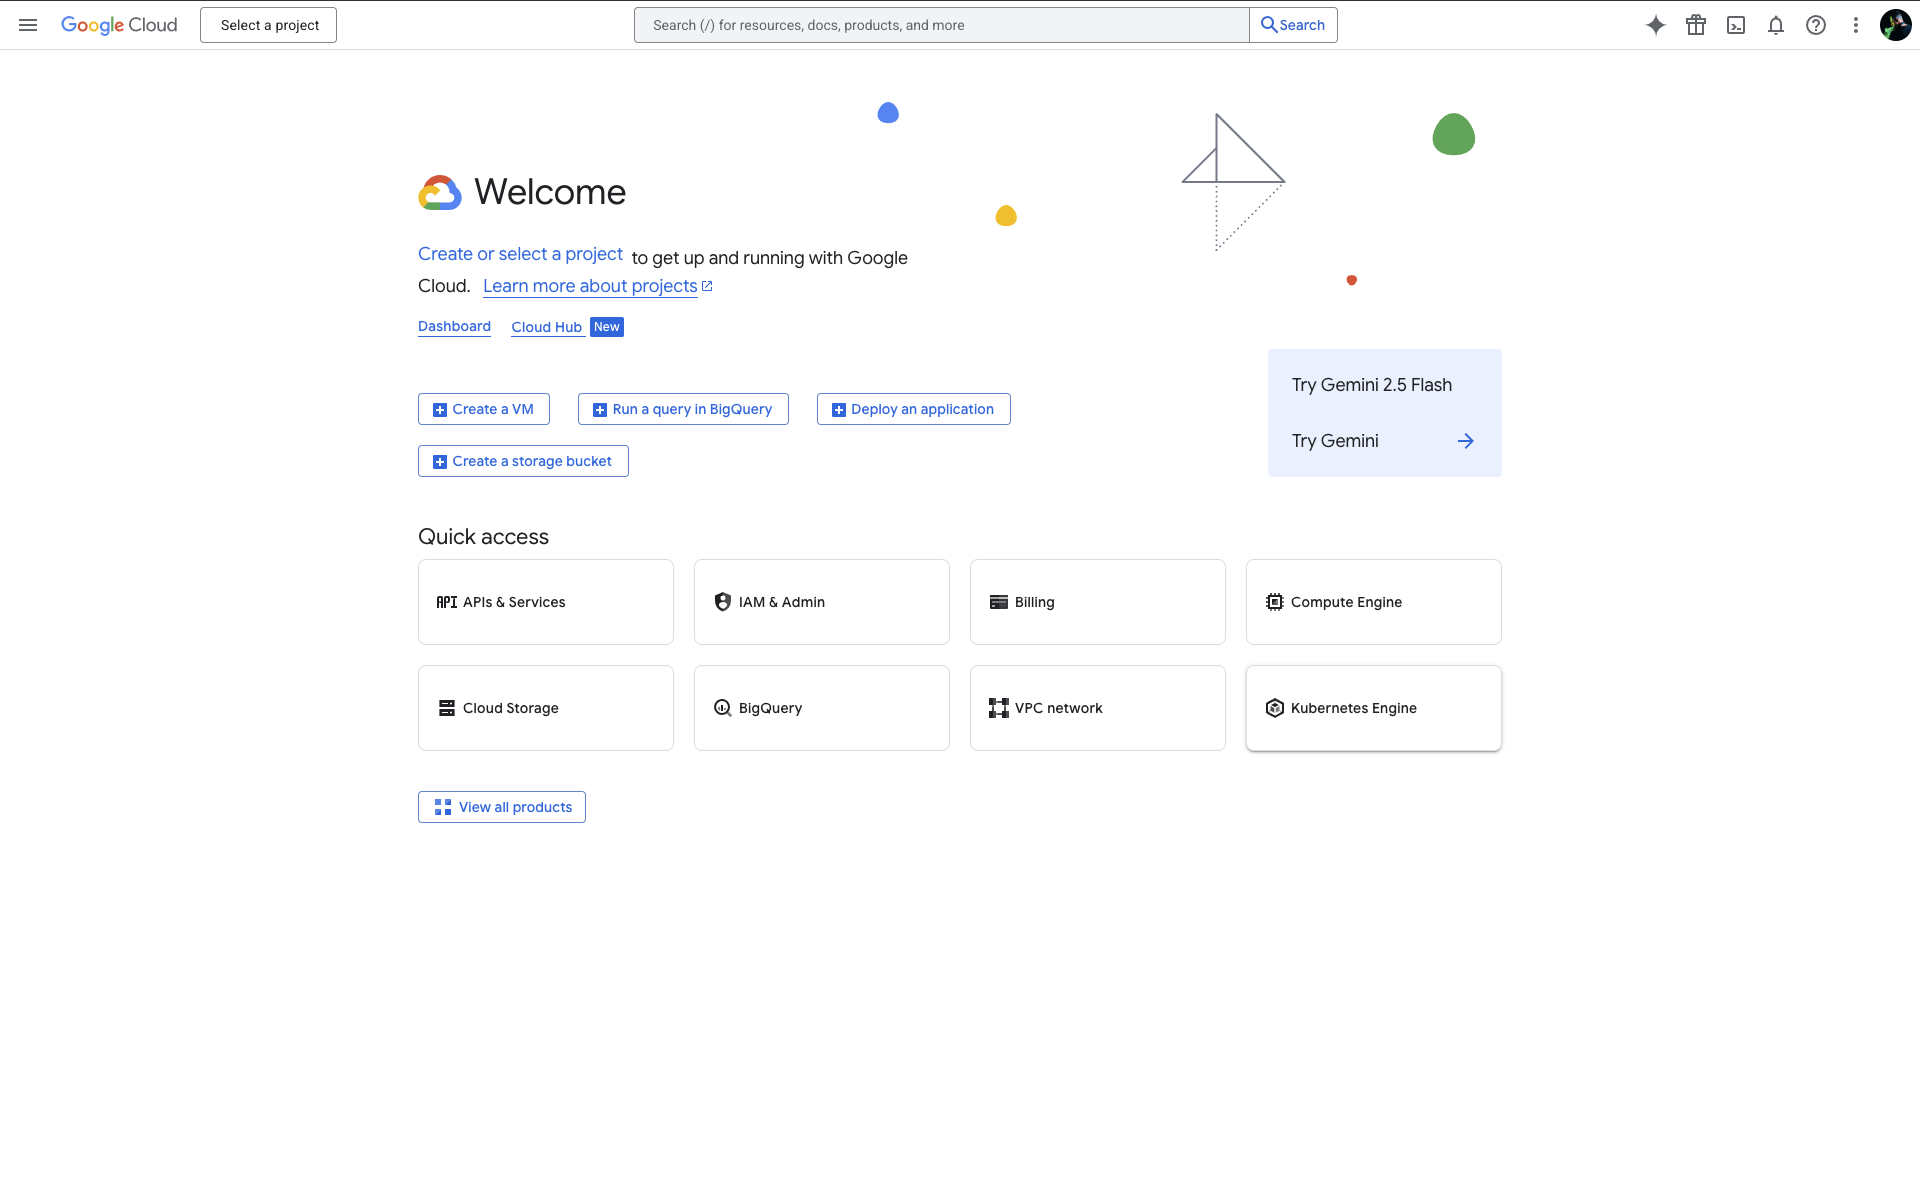 Google Cloud
Select a project
Search (/) for resources, docs, products, and more
Search
Welcome
Create or select a project to get up and running with Google
Cloud. Learn more about projects
Dashboard
Cloud Hub New
Create a VM
Run a query in BigQuery
Deploy an application
Create a storage bucket
Try Gemini 2.5 Flash
Try Gemini
Quick access
API APIs & Services
IAM & Admin
Billing
Compute Engine
Cloud Storage
BigQuery
VPC network
Kubernetes Engine
View all products